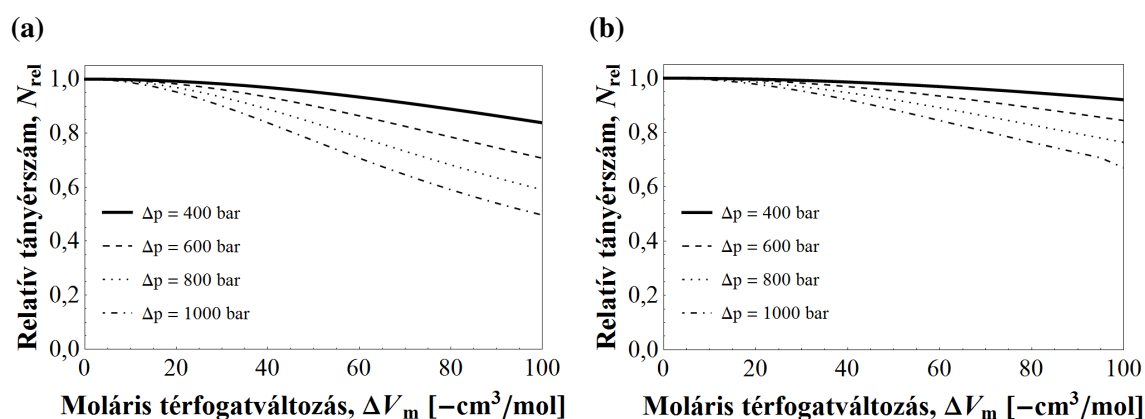 (a)
Relatív tányérszám, N_rel
1,0
0,8
0,6
0,4
0,2
0,0
Δp = 400 bar
Δp = 600 bar
Δp = 800 bar
Δp = 1000 bar
0 20 40 60 80 100
Moláris térfogatváltozás, ΔV_m [−cm³/mol]
(b)
Relatív tányérszám, N_rel
1,0
0,8
0,6
0,4
0,2
0,0
Δp = 400 bar
Δp = 600 bar
Δp = 800 bar
Δp = 1000 bar
0 20 40 60 80 100
Moláris térfogatváltozás, ΔV_m [−cm³/mol]